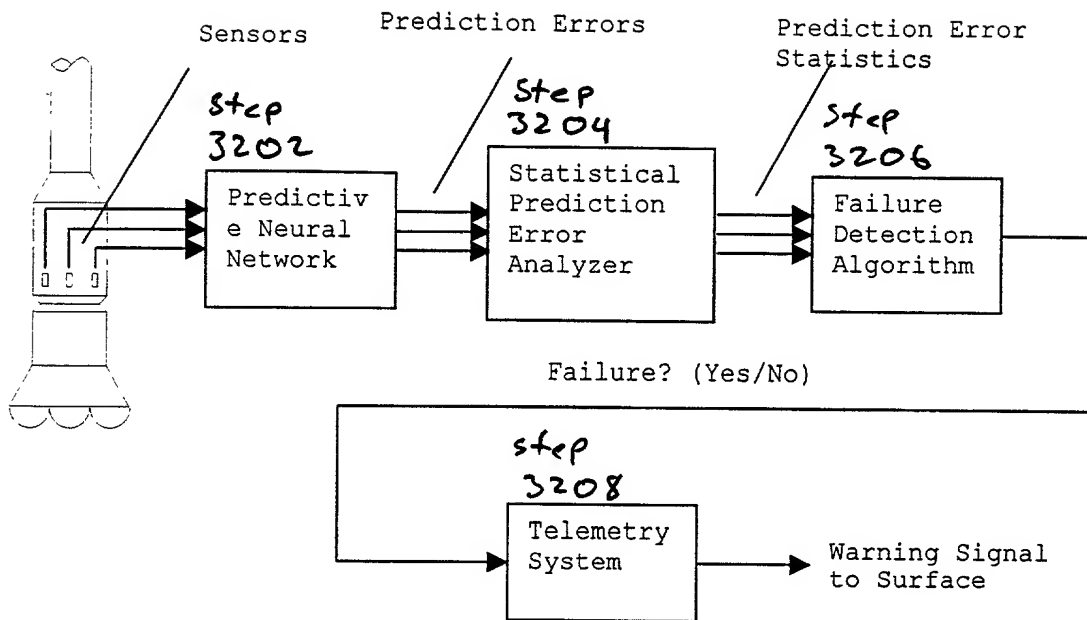 Sensors
Prediction Errors
Prediction Error
Statistics
Step
3202
Step
3204
Step
3206
Predictiv
e Neural
Network
Statistical
Prediction
Error
Analyzer
Failure
Detection
Algorithm
Failure? (Yes/No)
step
3208
Telemetry
System
Warning Signal
to Surface